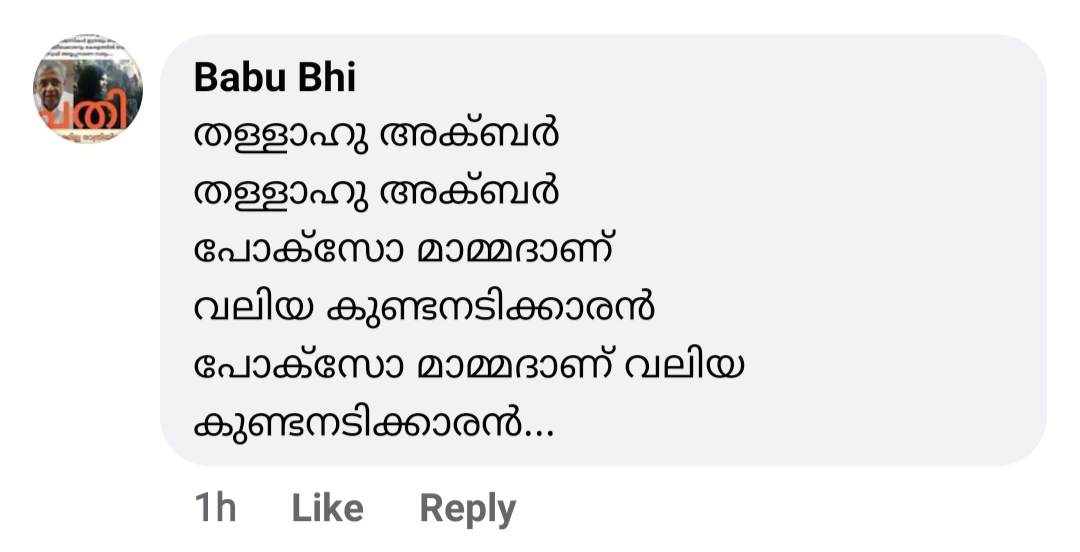 പതി
Babu Bhi
തള്ളാഹു അക്ബർ
തള്ളാഹു അക്ബർ
പോക്സോ മാമ്മദാണ്
വലിയ കുണ്ടനടിക്കാരൻ
പോക്സോ മാമ്മദാണ് വലിയ
കുണ്ടനടിക്കാരൻ...
1h Like Reply